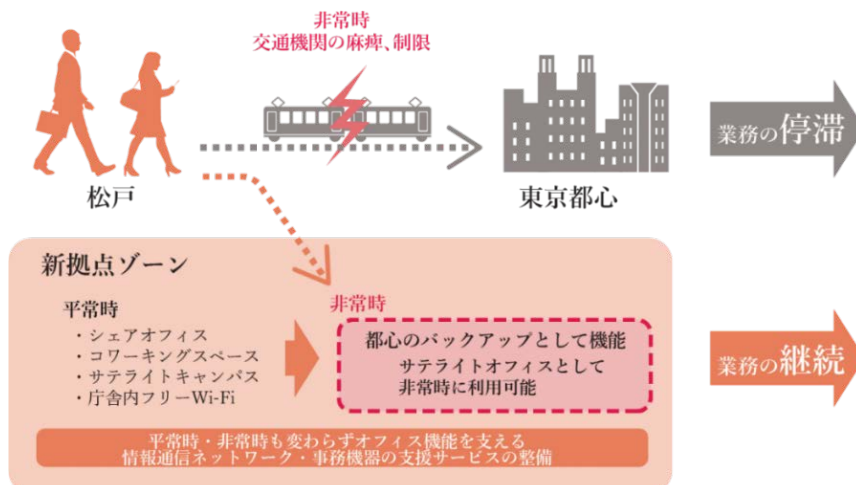 非常時
交通機関の麻痺、制限
松戸
東京都心
業務の停滞
新拠点ゾーン
平常時
・シェアオフィス
・コワーキングスペース
・サテライトキャンパス
・庁舎内フリーWi-Fi
非常時
都心のバックアップとして機能
サテライトオフィスとして
非常時に利用可能
業務の継続
平常時・非常時も変わらずオフィス機能を支える
情報通信ネットワーク・事務機器の支援サービスの整備